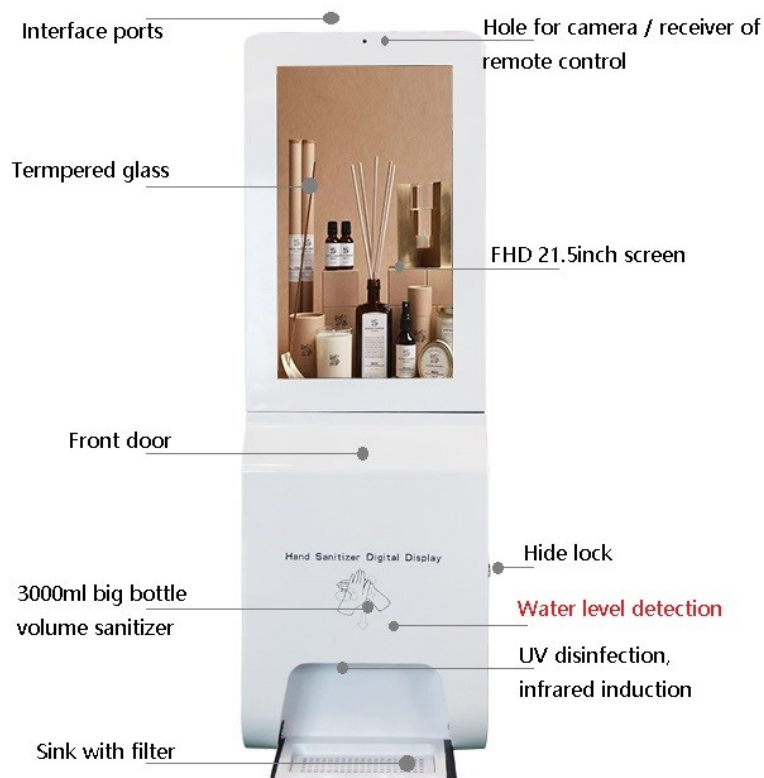 Interface ports
Hole for camera / receiver of
remote control
Termpered glass
FHD 21.5inch screen
Front door
Hand Sanitizer Digital Display
Hide lock
3000ml big bottle
volume sanitizer
Water level detection
UV disinfection,
infrared induction
Sink with filter